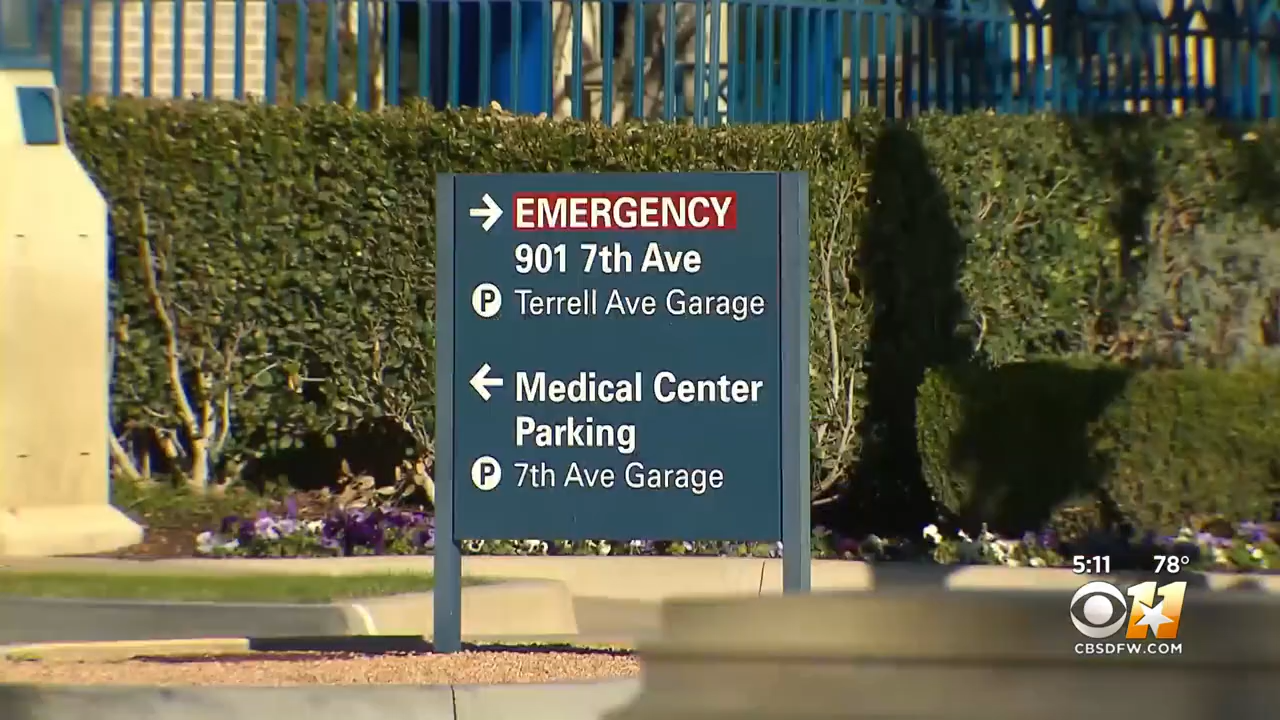 → EMERGENCY
901 7th Ave
P Terrell Ave Garage
← Medical Center
Parking
P 7th Ave Garage
5:11 78°
11
CBSDFW.COM